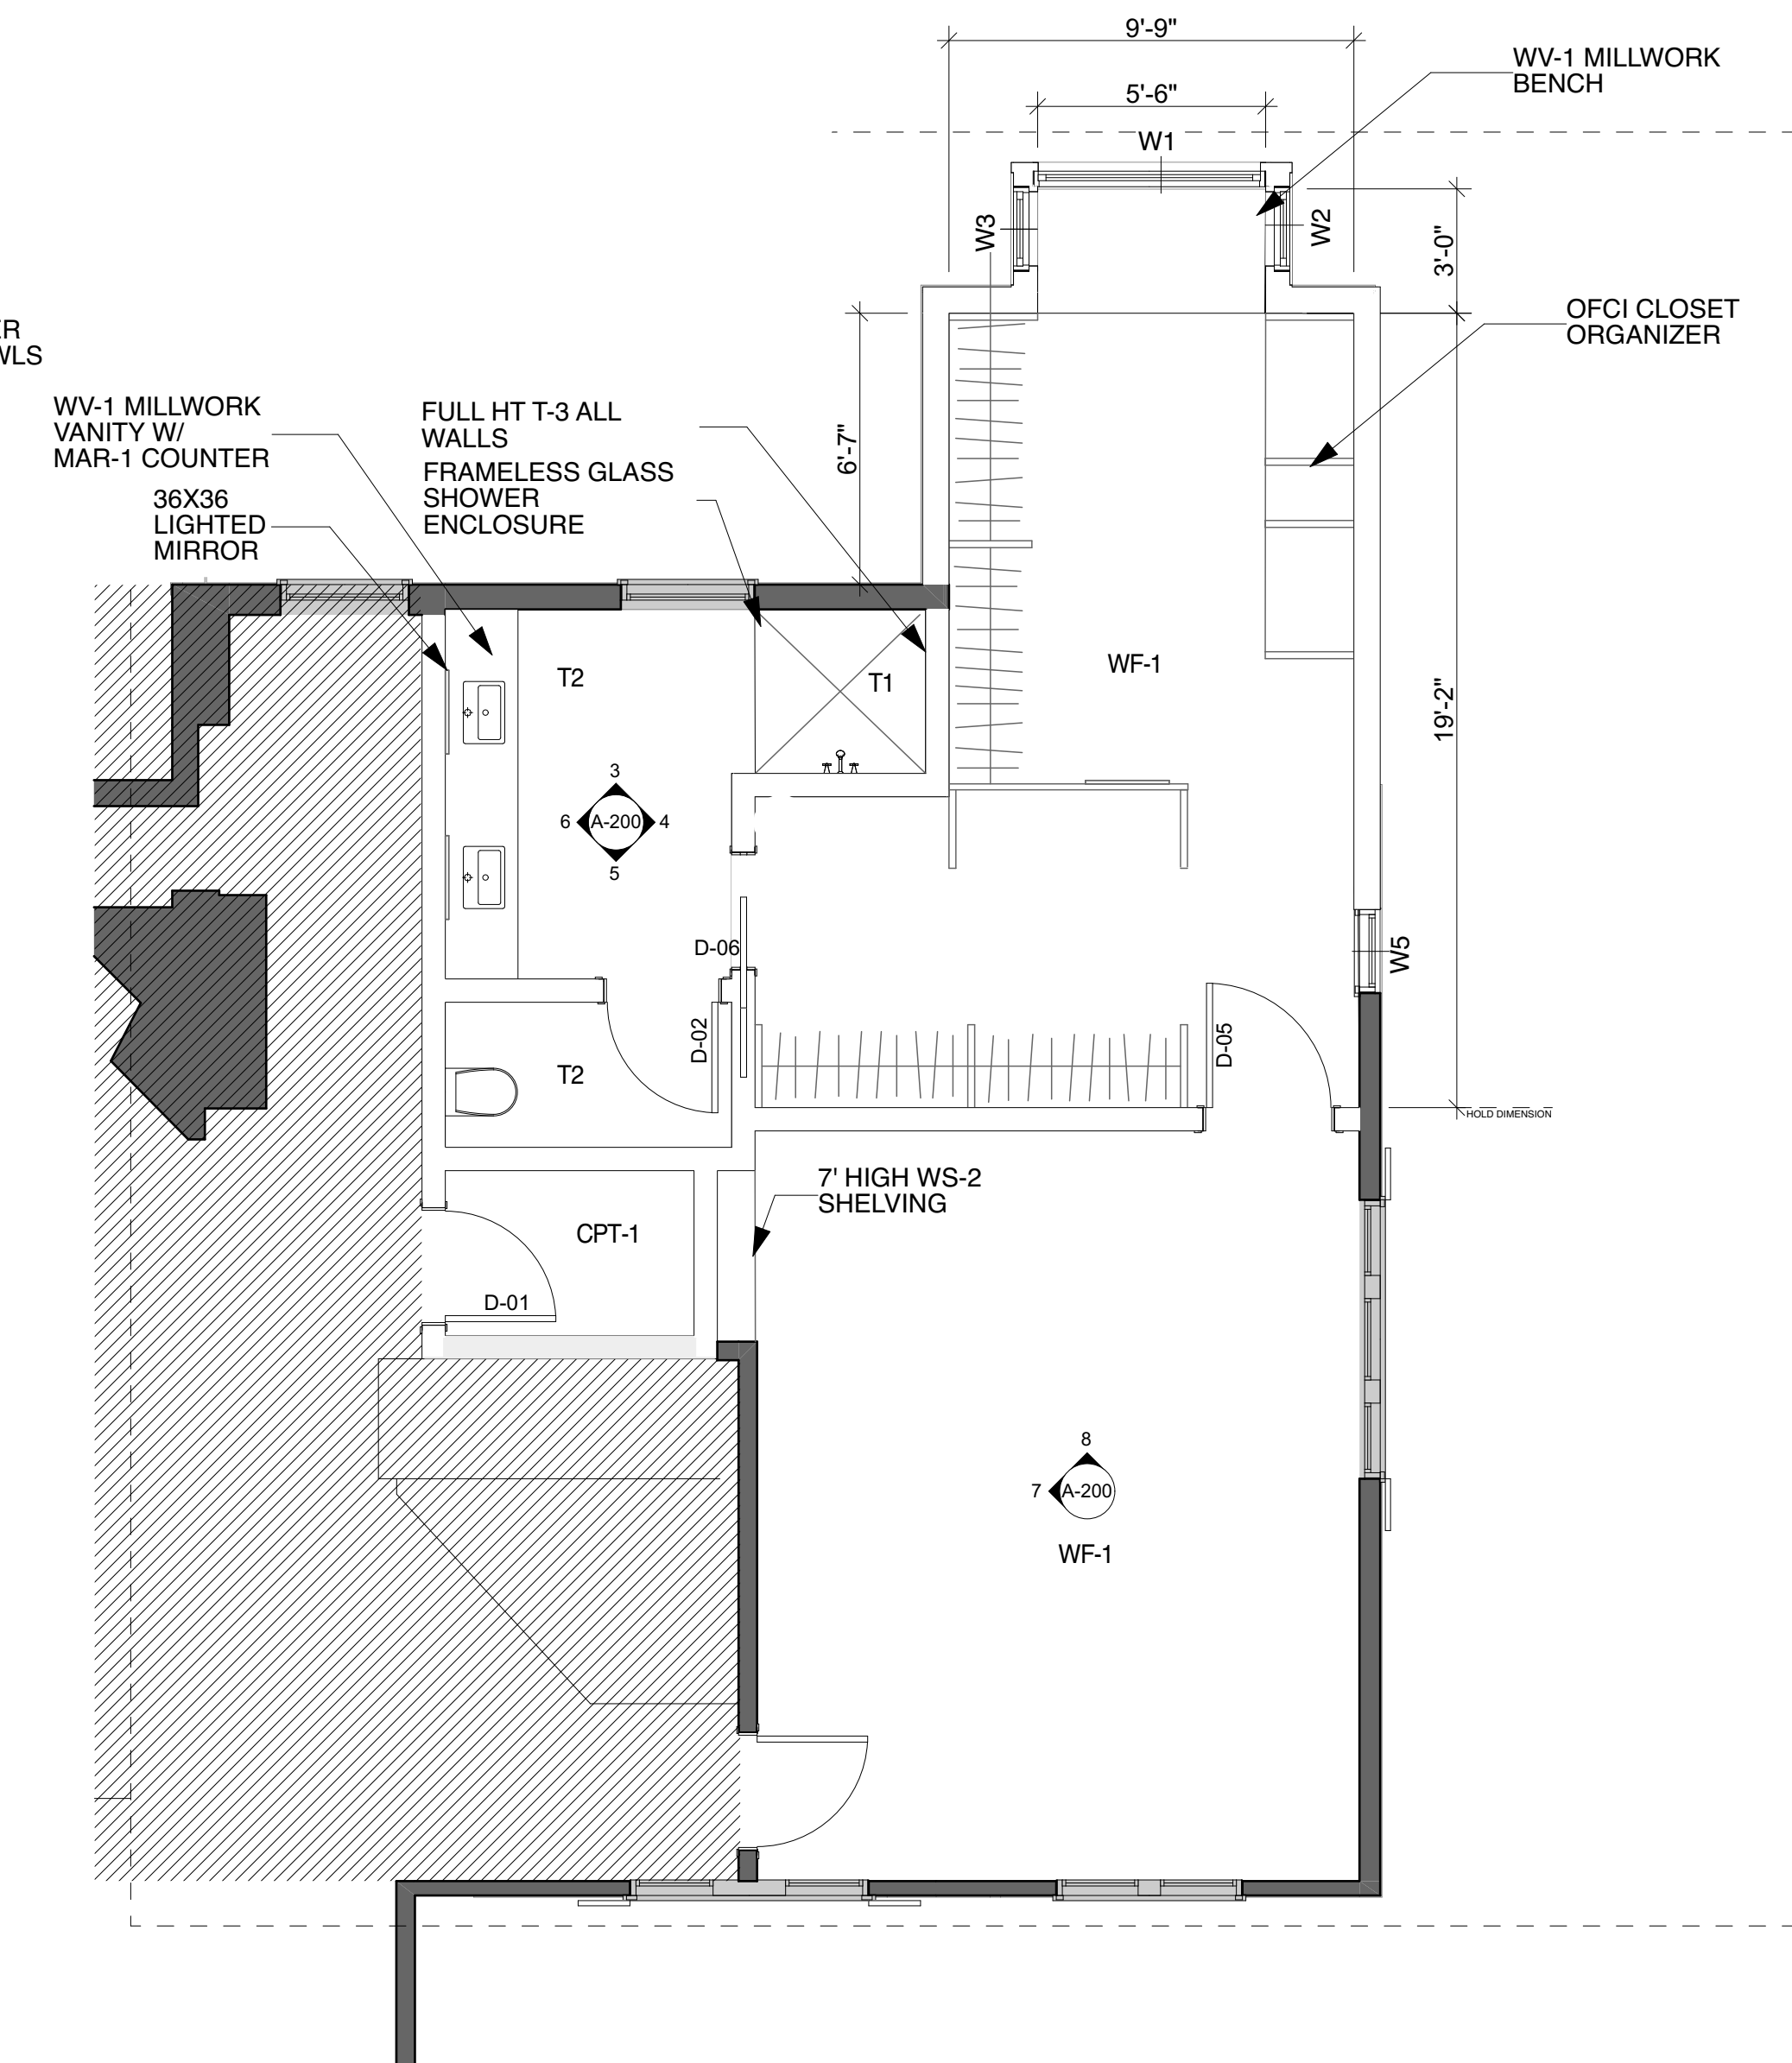 9'-9"
WV-1 MILLWORK
BENCH
5'-6"
W1
W3
W2
3'-0"
OFCI CLOSET
ORGANIZER
ER
WLS
WV-1 MILLWORK
VANITY W/
MAR-1 COUNTER
FULL HT T-3 ALL
WALLS
FRAMELESS GLASS
SHOWER
ENCLOSURE
36X36
LIGHTED
MIRROR
6'-7"
T2
T1
WF-1
19'-2"
3
6 A-200 4
5
D-06
W5
D-02
D-05
T2
HOLD DIMENSION
7' HIGH WS-2
SHELVING
CPT-1
D-01
8
7 A-200
WF-1